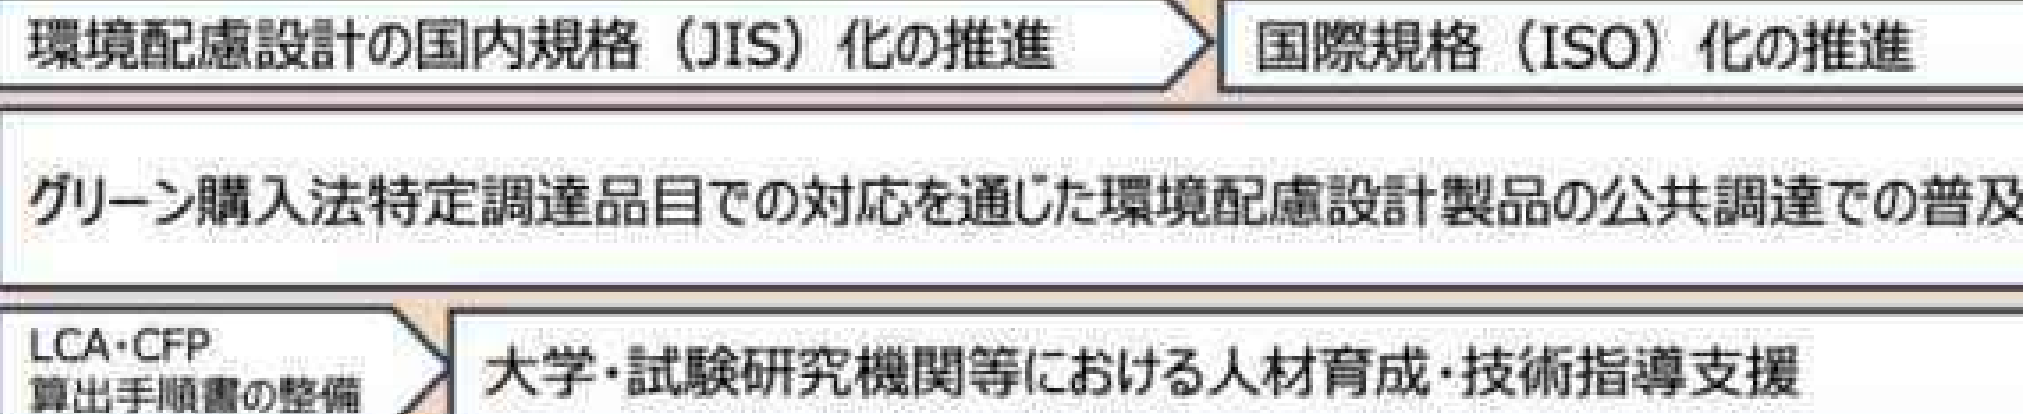 環境配慮設計の国内規格（JIS）化の推進
国際規格（ISO）化の推進
グリーン購入法特定調達品目での対応を通じた環境配慮設計製品の公共調達での普及
LCA・CFP
算出手順書の整備
大学・試験研究機関等における人材育成・技術指導支援